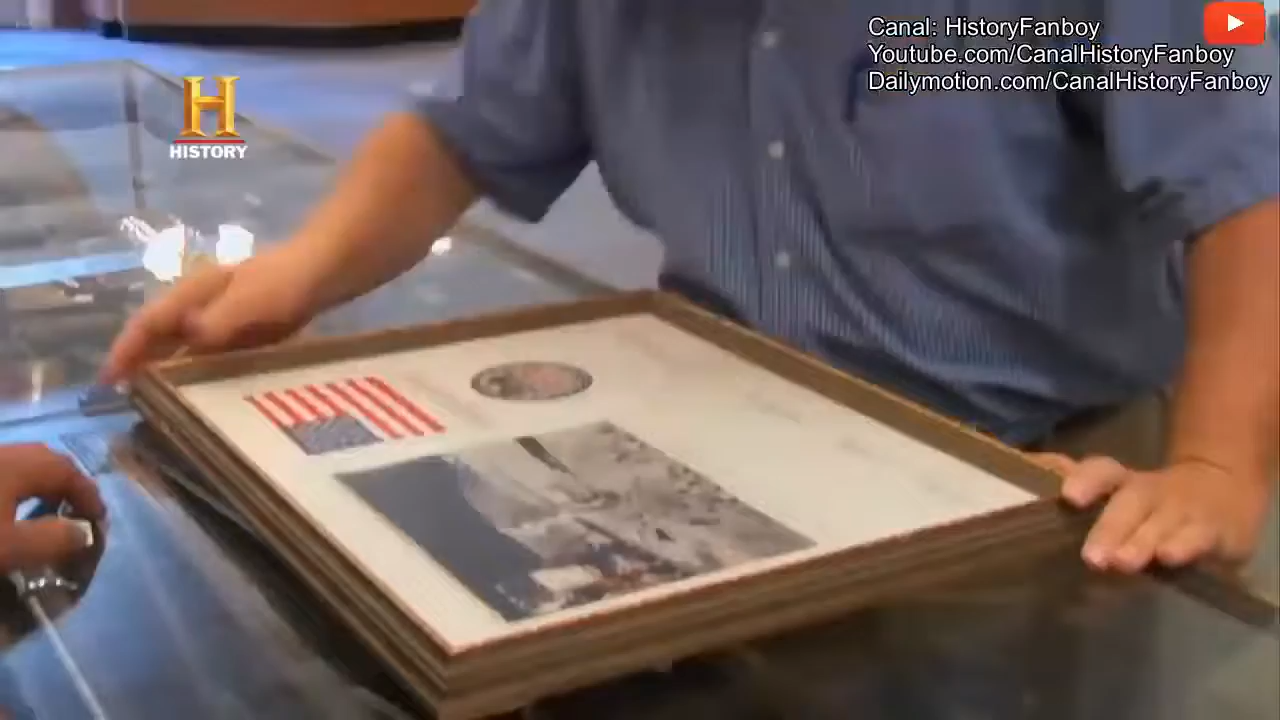 Canal: HistoryFanboy
Youtube.com/CanalHistoryFanboy
Dailymotion.com/CanalHistoryFanboy
H
HISTORY